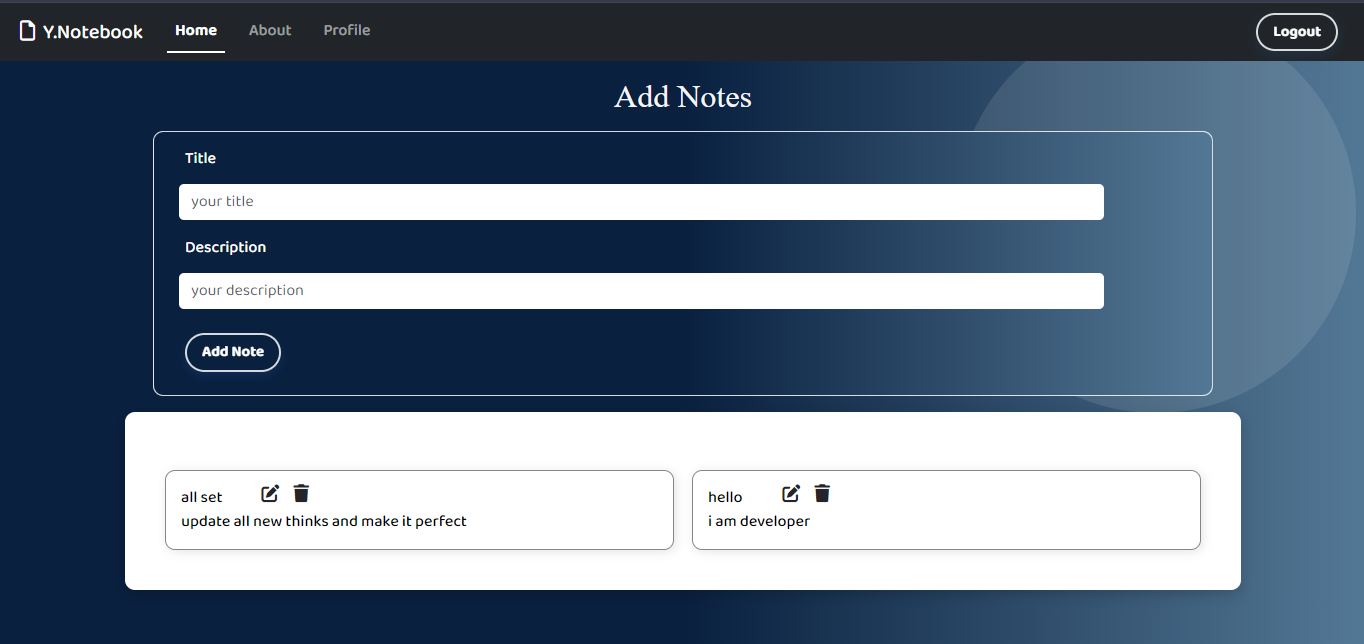 Y.Notebook Home About Profile Logout
Add Notes
Title
your title
Description
your description
Add Note
all set
update all new thinks and make it perfect
hello
i am developer